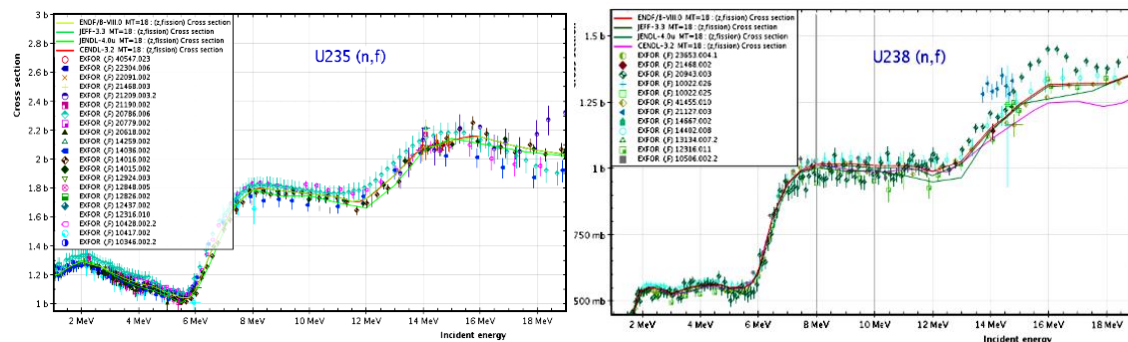 3 b
2.8 b
2.6 b
2.4 b
2.2 b
2 b
1.8 b
1.6 b
1.4 b
1.2 b
1 b
Cross section
ENDF/B-VIII.0 MT=18 : (z,fission) Cross section
JEFF-3.3 MT=18 : (z,fission) Cross section
JENDL-4.0u MT=18 : (z,fission) Cross section
CENDL-3.2 MT=18 : (z,fission) Cross section
EXFOR (,F) 40547.023
EXFOR (,F) 22304.006
EXFOR (,F) 22091.002
EXFOR (,F) 21468.003
EXFOR (,F) 21209.003.2
EXFOR (,F) 21190.002
EXFOR (,F) 20786.006
EXFOR (,F) 20779.002
EXFOR (,F) 20618.002
EXFOR (,F) 14259.002
EXFOR (,F) 14036.002
EXFOR (,F) 14016.002
EXFOR (,F) 14015.002
EXFOR (,F) 12924.003
EXFOR (,F) 12848.005
EXFOR (,F) 12826.002
EXFOR (,F) 12437.002
EXFOR (,F) 12316.010
EXFOR (,F) 10428.002.2
EXFOR (,F) 10417.002
EXFOR (,F) 10346.002.2
U235 (n,f)
2 MeV
4 MeV
6 MeV
8 MeV
10 MeV
12 MeV
14 MeV
16 MeV
18 MeV
Incident energy
1.5 b
1.25 b
1 b
750 mb
500 mb
ENDF/B-VIII.0 MT=18 : (z,fission) Cross section
JEFF-3.3 MT=18 : (z,fission) Cross section
JENDL-4.0u MT=18 : (z,fission) Cross section
CENDL-3.2 MT=18 : (z,fission) Cross section
EXFOR (,F) 23653.004.1
EXFOR (,F) 21468.002
EXFOR (,F) 20943.003
EXFOR (,F) 10022.026
EXFOR (,F) 10022.025
EXFOR (,F) 41455.010
EXFOR (,F) 21127.003
EXFOR (,F) 14667.002
EXFOR (,F) 14402.008
EXFOR (,F) 13134.007.2
EXFOR (,F) 12316.011
EXFOR (,F) 10506.002.2
U238 (n,f)
2 MeV
4 MeV
6 MeV
8 MeV
10 MeV
12 MeV
14 MeV
16 MeV
18 MeV
Incident energy